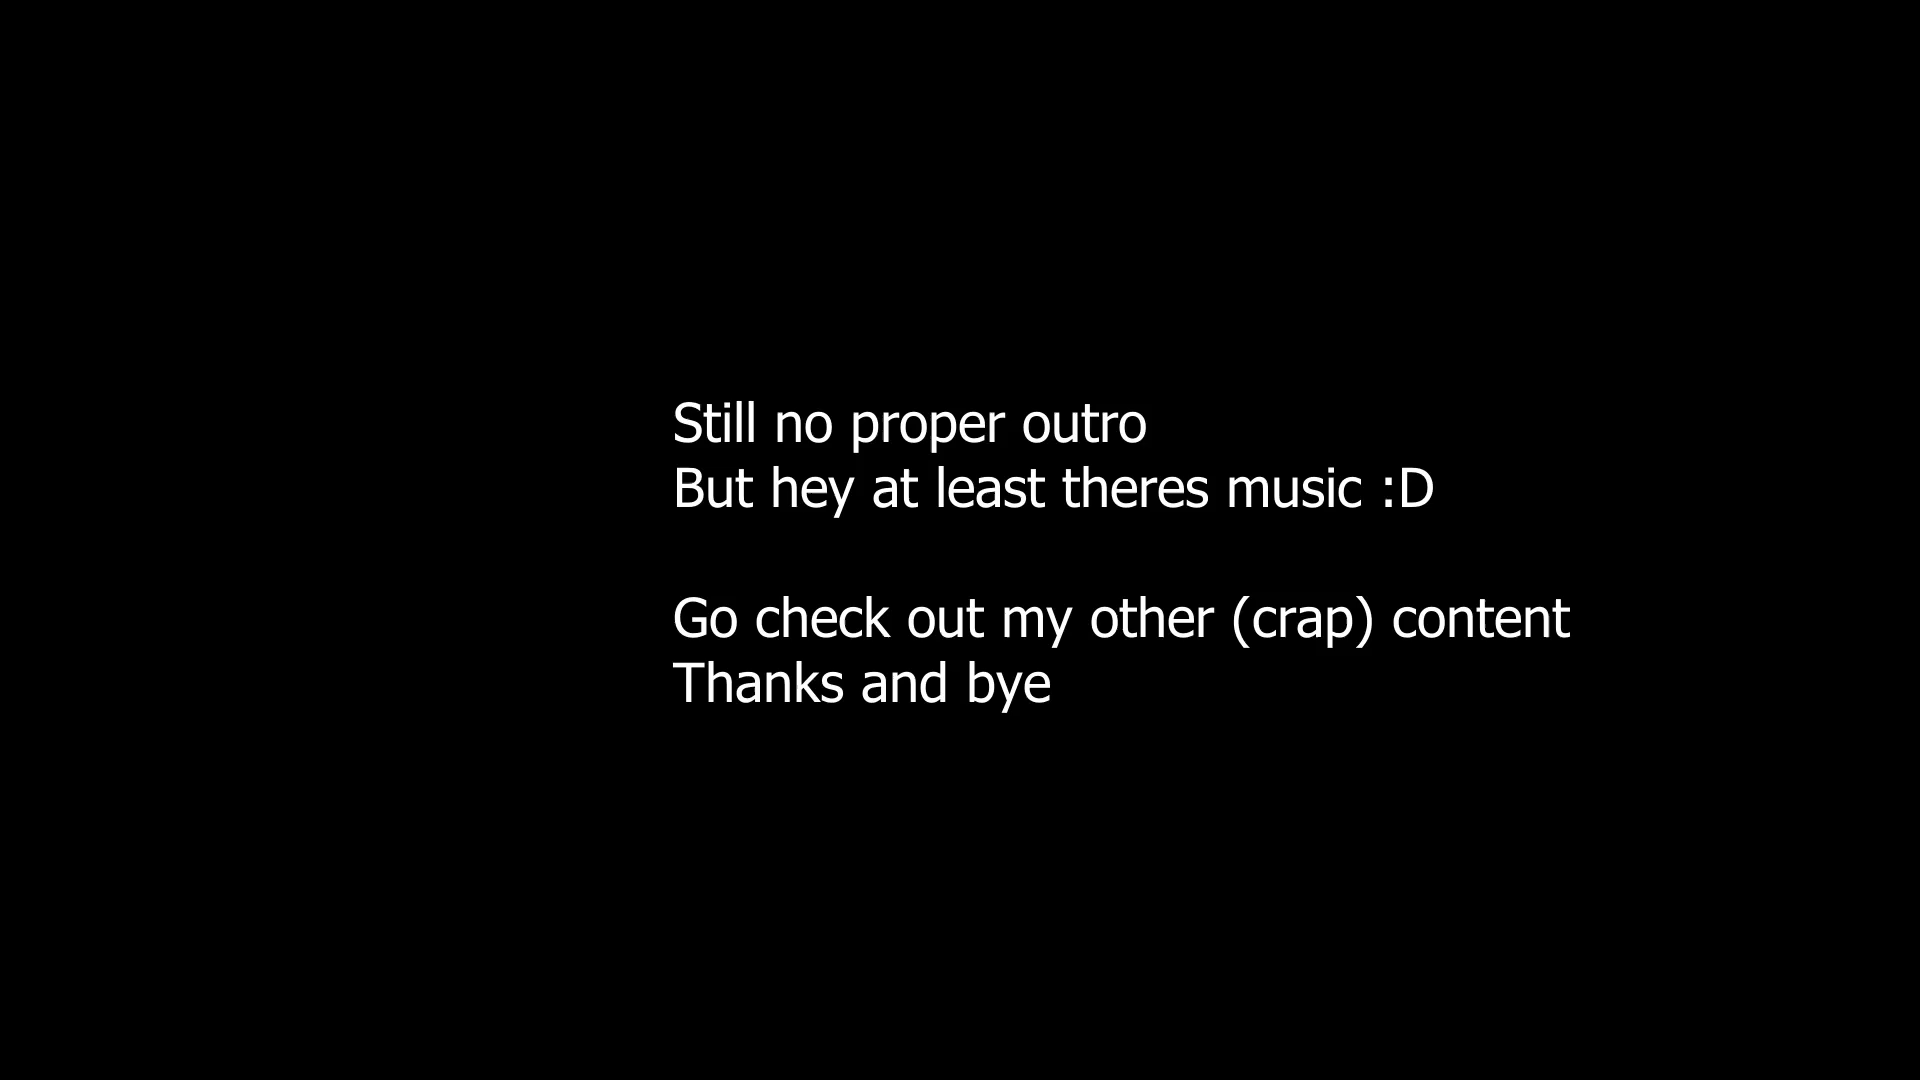 Still no proper outro
But hey at least theres music :D
Go check out my other (crap) content
Thanks and bye